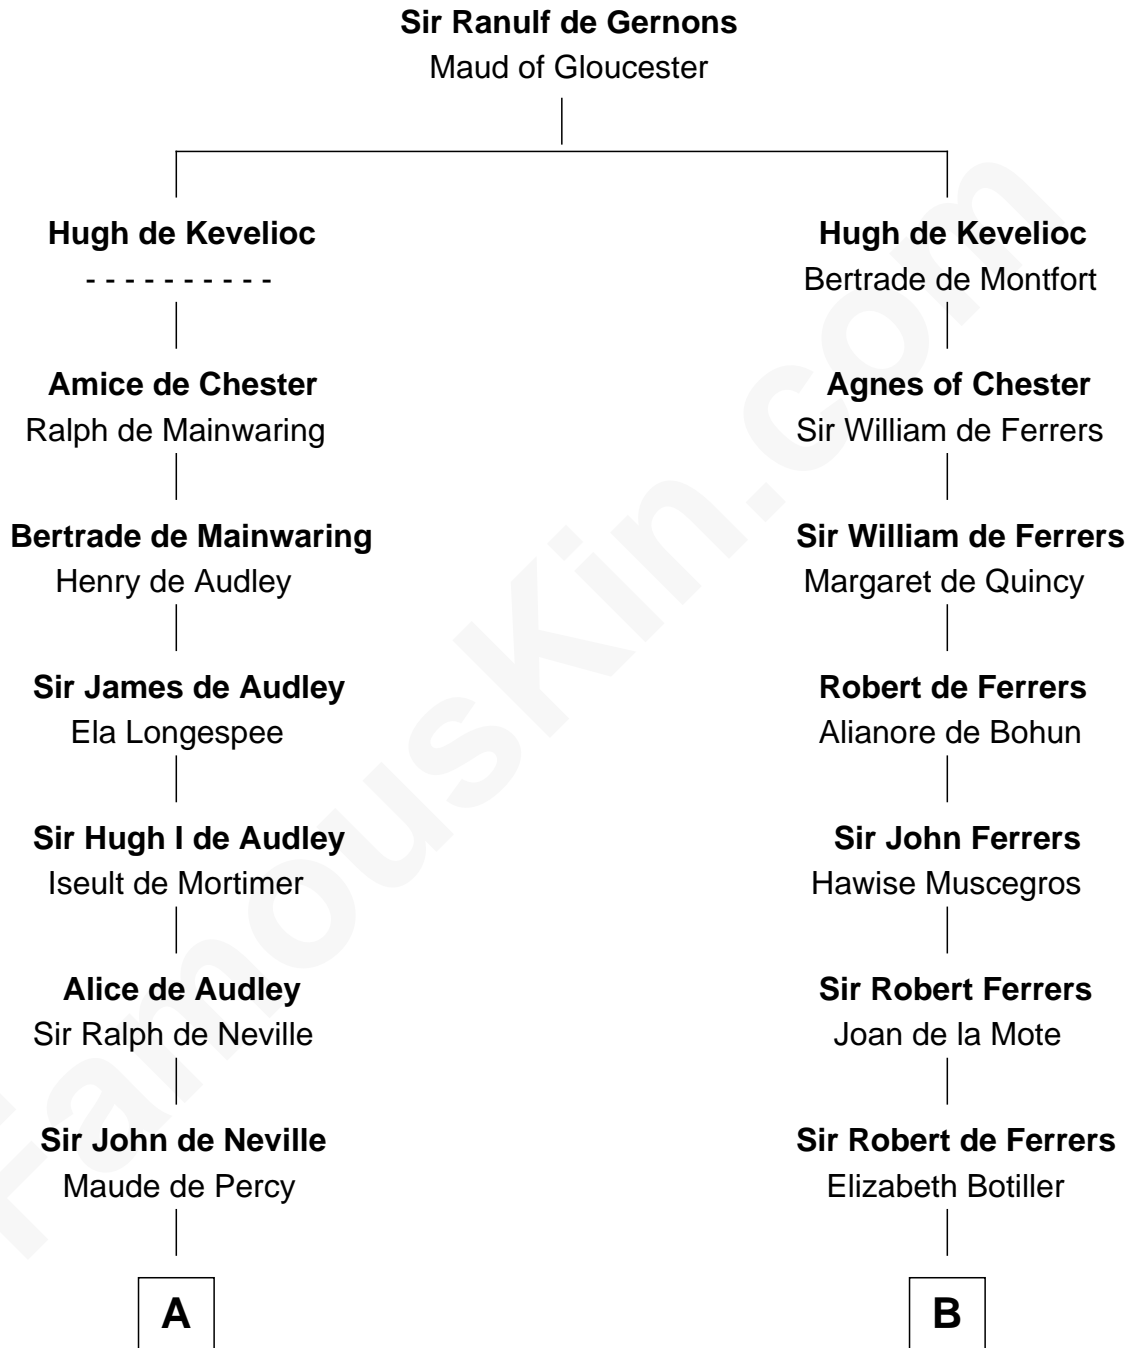 Sir Ranulf de Gernons
Maud of Gloucester
Hugh de Kevelioc
- - - - - - - - - -
Amice de Chester
Ralph de Mainwaring
Bertrade de Mainwaring
Henry de Audley
Sir James de Audley
Ela Longespee
Sir Hugh I de Audley
Iseult de Mortimer
Alice de Audley
Sir Ralph de Neville
Sir John de Neville
Maude de Percy
A
Hugh de Kevelioc
Bertrade de Montfort
Agnes of Chester
Sir William de Ferrers
Sir William de Ferrers
Margaret de Quincy
Robert de Ferrers
Alianore de Bohun
Sir John Ferrers
Hawise Muscegros
Sir Robert Ferrers
Joan de la Mote
Sir Robert de Ferrers
Elizabeth Botiller
B
FamousKin.com